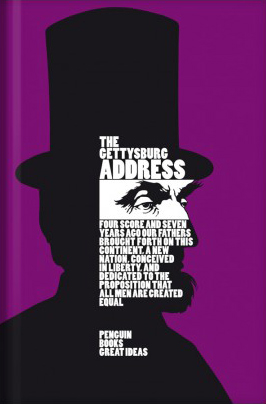 THE
GETTYSBURG
ADDRESS
FOUR SCORE AND SEVEN
YEARS AGO OUR FATHERS
BROUGHT FORTH ON THIS
CONTINENT, A NEW
NATION, CONCEIVED
IN LIBERTY, AND
DEDICATED TO THE
PROPOSITION THAT
ALL MEN ARE CREATED
EQUAL
PENGUIN
BOOKS
GREAT IDEAS